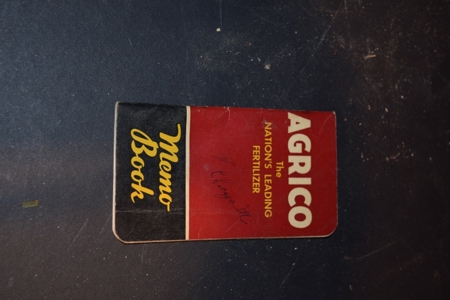 AGRICO
The
NATION'S LEADING
FERTILIZER
Memo
Book